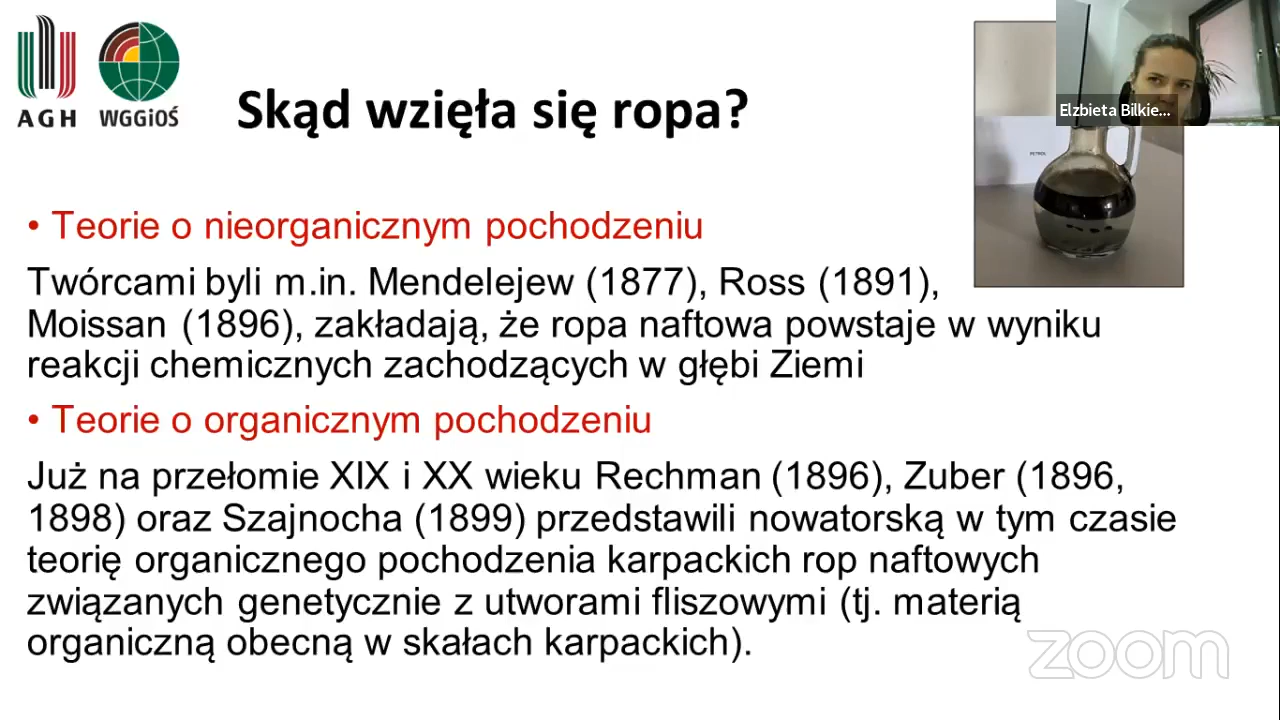 AGH
WGGiOŚ
Skąd wzięła się ropa?
Elzbieta Bilkie...
• Teorie o nieorganicznym pochodzeniu
Twórcami byli m.in. Mendelejew (1877), Ross (1891),
Moissan (1896), zakładają, że ropa naftowa powstaje w wyniku
reakcji chemicznych zachodzących w głębi Ziemi
• Teorie o organicznym pochodzeniu
Już na przełomie XIX i XX wieku Rechman (1896), Zuber (1896,
1898) oraz Szajnocha (1899) przedstawili nowatorską w tym czasie
teorię organicznego pochodzenia karpackich rop naftowych
związanych genetycznie z utworami fliszowymi (tj. materią
organiczną obecną w skałach karpackich).
zoom